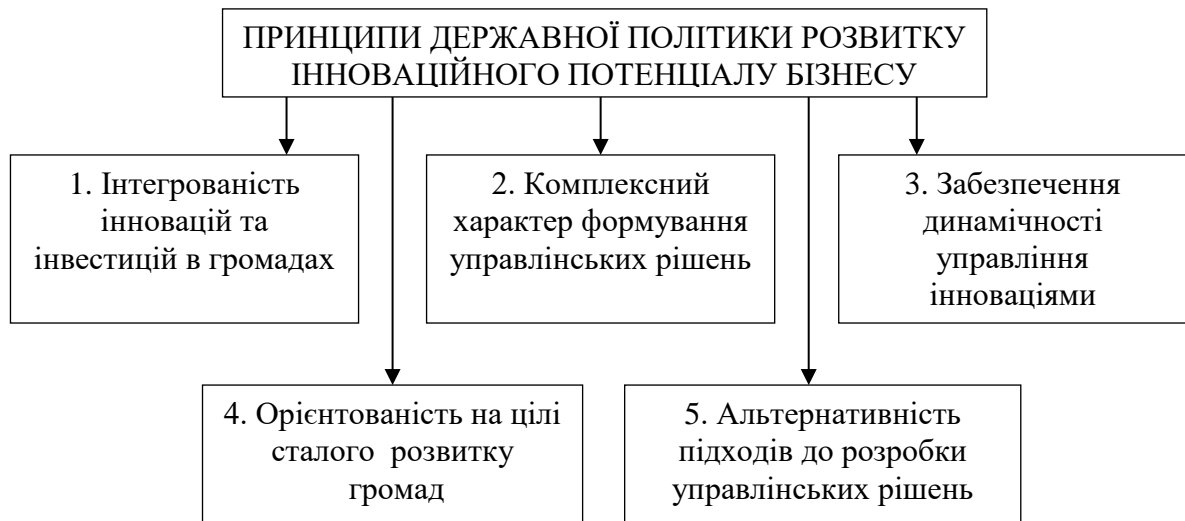 ПРИНЦИПИ ДЕРЖАВНОЇ ПОЛІТИКИ РОЗВИТКУ
ІННОВАЦІЙНОГО ПОТЕНЦІАЛУ БІЗНЕСУ
1. Інтегрованість
інновацій та
інвестицій в громадах
2. Комплексний
характер формування
управлінських рішень
3. Забезпечення
динамічності
управління
інноваціями
4. Орієнтованість на цілі
сталого розвитку
громад
5. Альтернативність
підходів до розробки
управлінських рішень